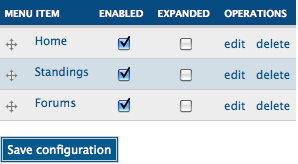 MENU ITEM ENABLED EXPANDED OPERATIONS
Home edit delete
Standings edit delete
Forums edit delete
Save configuration